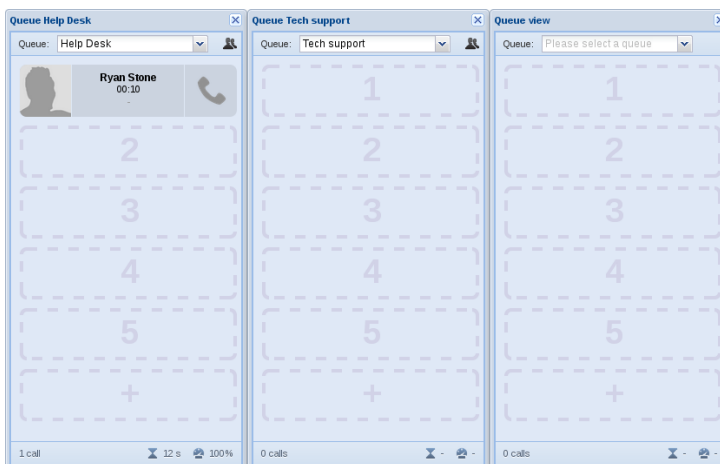 Queue Help Desk
Queue: Help Desk
Ryan Stone
00:10
-
2
3
4
5
+
1 call 12 s 100%
Queue Tech support
Queue: Tech support
1
2
3
4
5
+
0 calls - -
Queue view
Queue: Please select a queue
1
2
3
4
5
+
0 calls - -